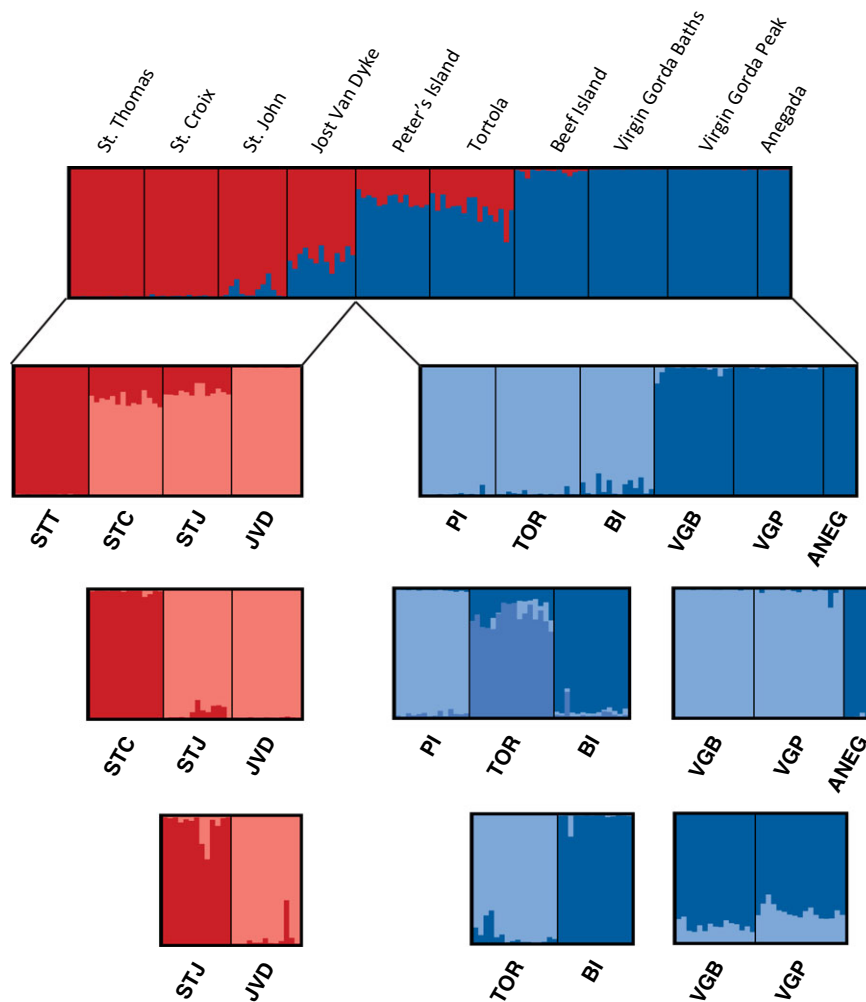 St. Thomas
St. Croix
St. John
Jost Van Dyke
Peter's Island
Tortola
Beef Island
Virgin Gorda Baths
Virgin Gorda Peak
Anegada
STT
STC
STJ
JVD
PI
TOR
BI
VGB
VGP
ANEG
STC
STJ
JVD
PI
TOR
BI
VGB
VGP
ANEG
STJ
JVD
TOR
BI
VGB
VGP